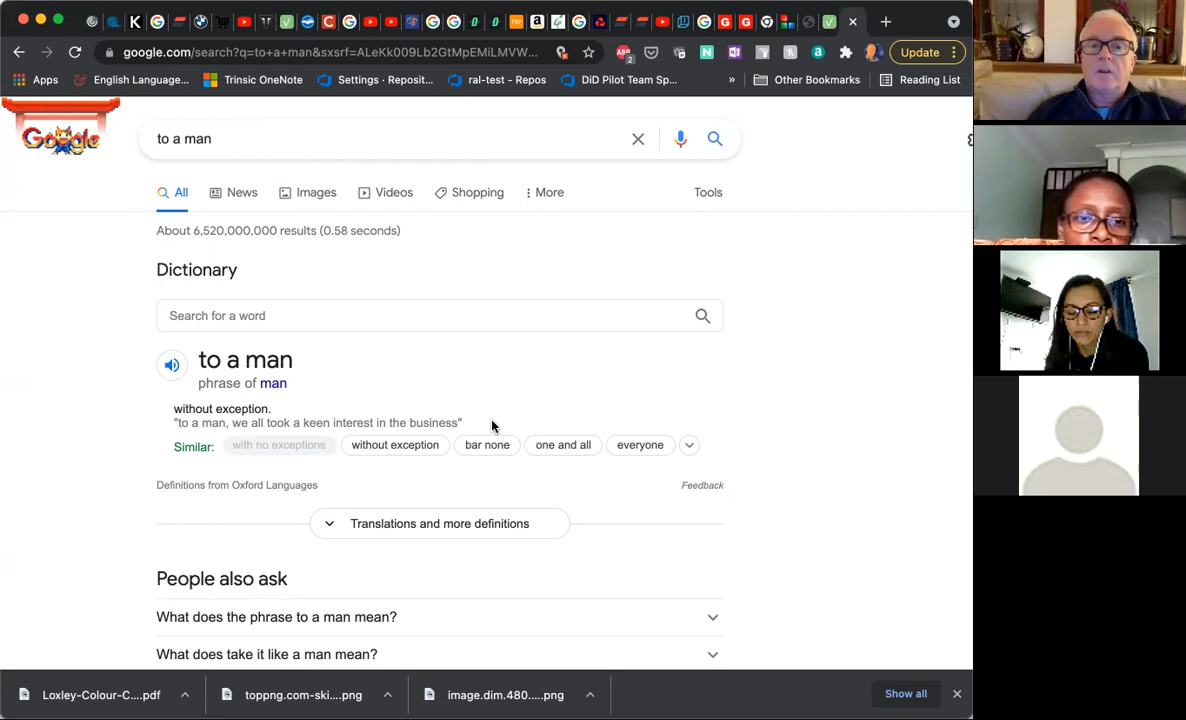 google.com/search?q=to+a+man&sxsrf=ALeKk009Lb2GtMpEMiLMVW...
2
Update
Apps
English Language...
Trinsic OneNote
Settings · Reposit...
ral-test - Repos
DiD Pilot Team Sp...
»
Other Bookmarks
Reading List
Google
to a man
All
News
Images
Videos
Shopping
More
Tools
About 6,520,000,000 results (0.58 seconds)
Dictionary
Search for a word
to a man
phrase of man
without exception.
"to a man, we all took a keen interest in the business"
Similar: with no exceptions without exception bar none one and all everyone
Definitions from Oxford Languages
Feedback
Translations and more definitions
People also ask
What does the phrase to a man mean?
What does take it like a man mean?
Loxley-Colour-C....pdf
toppng.com-ski....png
image.dim.480.....png
Show all